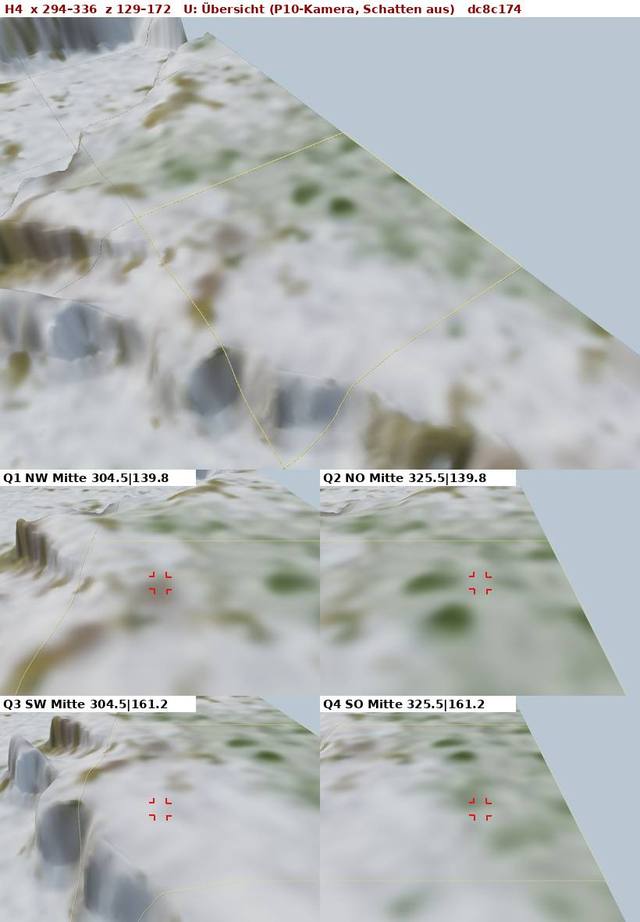 H4 x 294–336 z 129–172 U: Übersicht (P10-Kamera, Schatten aus) dc8c174
Q1 NW Mitte 304.5|139.8
Q2 NO Mitte 325.5|139.8
Q3 SW Mitte 304.5|161.2
Q4 SO Mitte 325.5|161.2